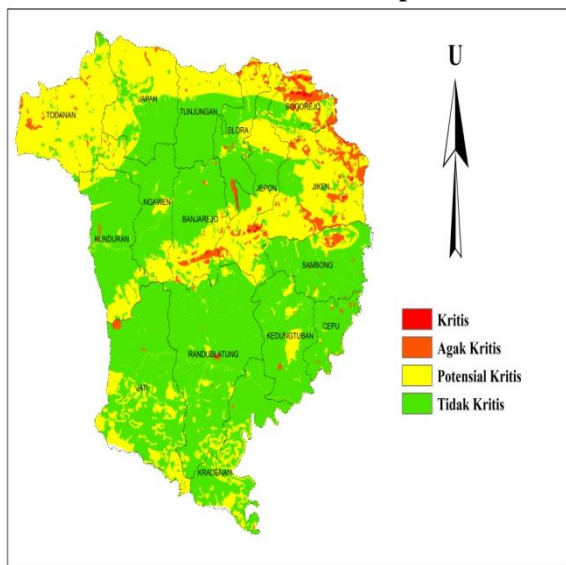 U
JAPAH
TODANAN
TUNJUNGAN
BLORA
BOGOREJO
NGAWEN
BANJAREJO
JEPON
JIKEN
KUNDURAN
SAMBONG
KEDUNGTUBAN
CEPU
RANDUBLATUNG
JATI
KRADENAN
Kritis
Agak Kritis
Potensial Kritis
Tidak Kritis